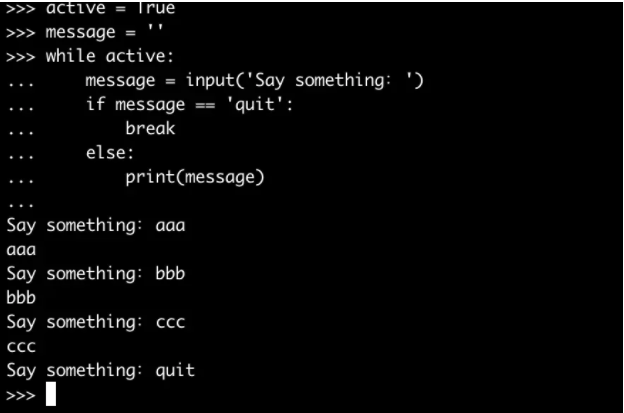 >>> active = True
>>> message = ''
>>> while active:
...     message = input('Say something: ')
...     if message == 'quit':
...         break
...     else:
...         print(message)
...
Say something: aaa
aaa
Say something: bbb
bbb
Say something: ccc
ccc
Say something: quit
>>>